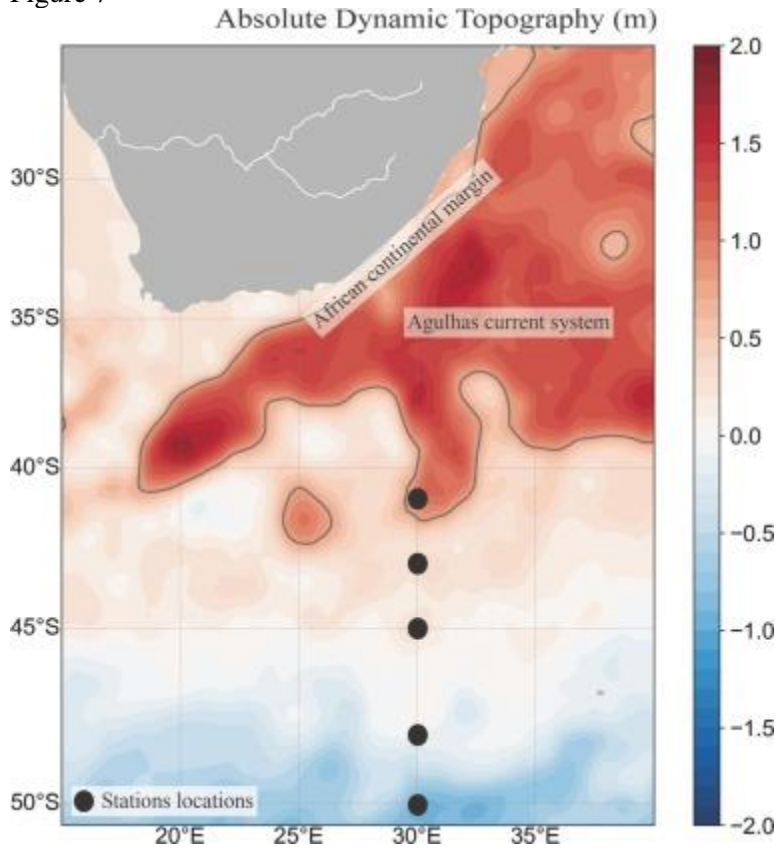 Absolute Dynamic Topography (m)
2.0
1.5
1.0
0.5
0.0
−0.5
−1.0
−1.5
−2.0
30°S
35°S
40°S
45°S
50°S
African continental margin
Agulhas current system
Stations locations
20°E 25°E 30°E 35°E